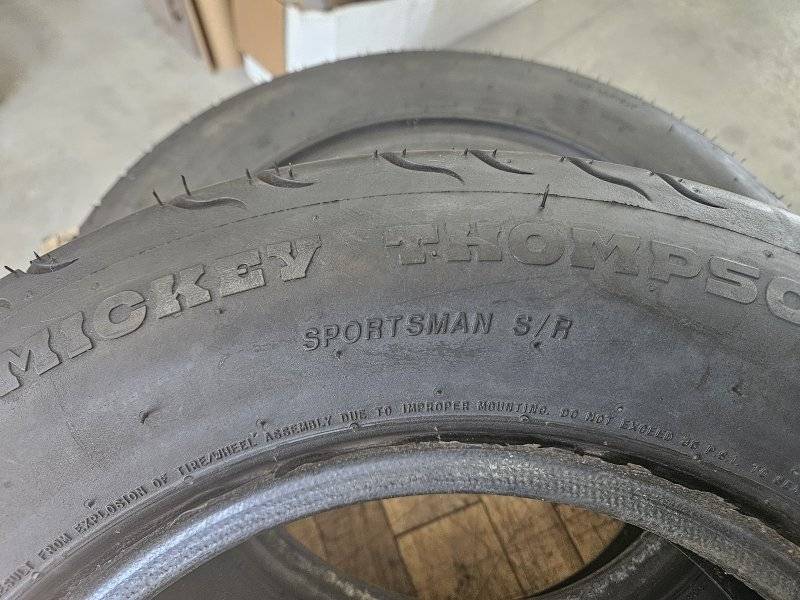 MICKEY THOMPSO
SPORTSMAN S/R
FROM EXPLOSION OF TIRE/WHEEL ASSEMBLY DUE TO IMPROPER MOUNTING. DO NOT EXCEED